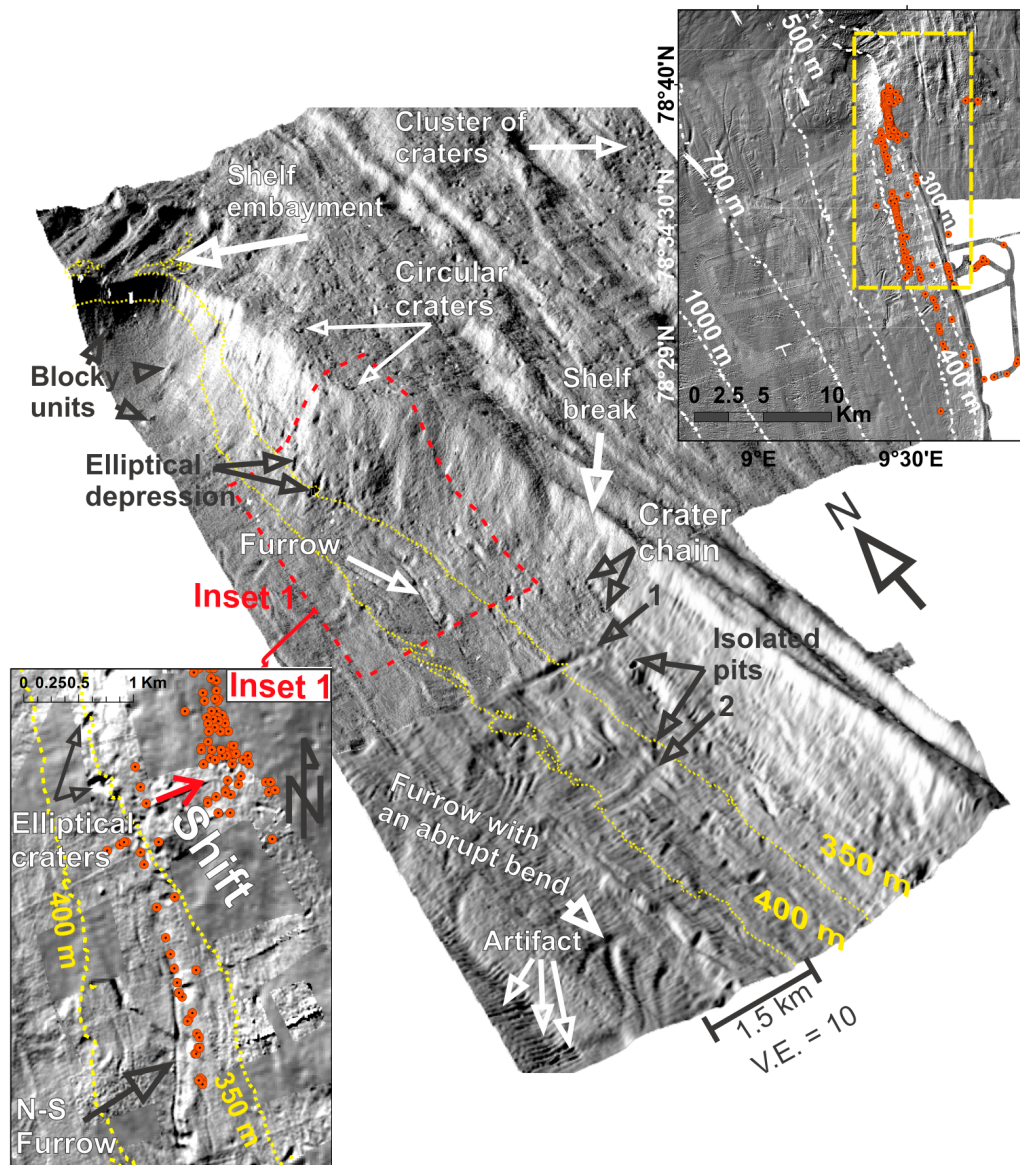 Cluster of
craters
Shelf
embayment
Circular
craters
1
Blocky
units
Elliptical
depression
Furrow
Inset 1
Shelf
break
Crater
chain
1
Isolated
pits
2
Furrow with
an abrupt bend
Artifact
350 m
400 m
1.5 km
V.E. = 10
N
500 m
700 m
1000 m
300 m
400 m
78°40'N
78°34'30"N
78°29'N
0 2.5 5 10
Km
9°E
9°30'E
0 0.250.5 1 Km
Inset 1
N
Elliptical
craters
Shift
400 m
350 m
N-S
Furrow